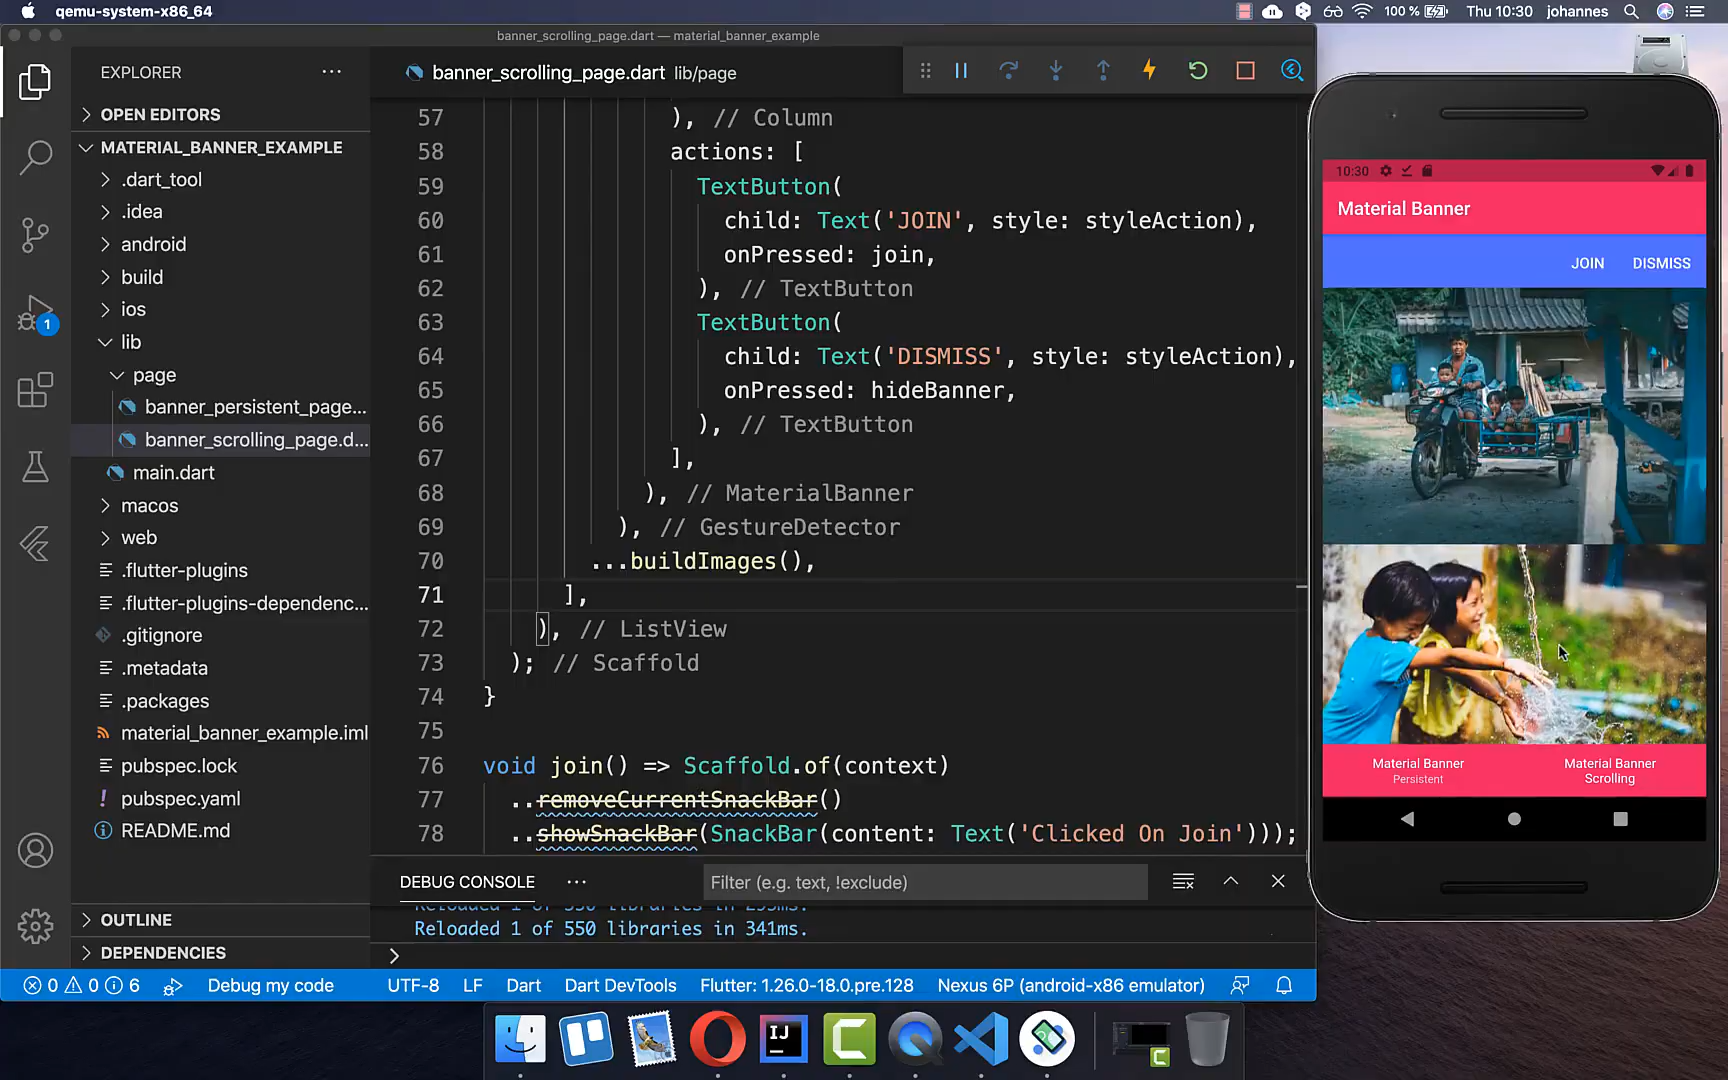 qemu-system-x86_64
100 %
Thu 10:30
johannes
banner_scrolling_page.dart — material_banner_example
EXPLORER
OPEN EDITORS
MATERIAL_BANNER_EXAMPLE
.dart_tool
.idea
android
build
ios
lib
page
banner_persistent_page...
banner_scrolling_page.d...
main.dart
macos
web
.flutter-plugins
.flutter-plugins-dependenc...
.gitignore
.metadata
.packages
material_banner_example.iml
pubspec.lock
! pubspec.yaml
README.md
OUTLINE
DEPENDENCIES
1
banner_scrolling_page.dart lib/page
57 ), // Column
58 actions: [
59 TextButton(
60 child: Text('JOIN', style: styleAction),
61 onPressed: join,
62 ), // TextButton
63 TextButton(
64 child: Text('DISMISS', style: styleAction),
65 onPressed: hideBanner,
66 ), // TextButton
67 ],
68 ), // MaterialBanner
69 ), // GestureDetector
70 ...buildImages(),
71 ],
72 ), // ListView
73 ); // Scaffold
74 }
75
76 void join() => Scaffold.of(context)
77 ..removeCurrentSnackBar()
78 ..showSnackBar(SnackBar(content: Text('Clicked On Join')));
DEBUG CONSOLE
Filter (e.g. text, !exclude)
Reloaded 1 of 550 libraries in 341ms.
0 0 6
Debug my code
UTF-8
LF
Dart
Dart DevTools
Flutter: 1.26.0-18.0.pre.128
Nexus 6P (android-x86 emulator)
10:30
Material Banner
JOIN
DISMISS
Material Banner
Persistent
Material Banner
Scrolling
IJ